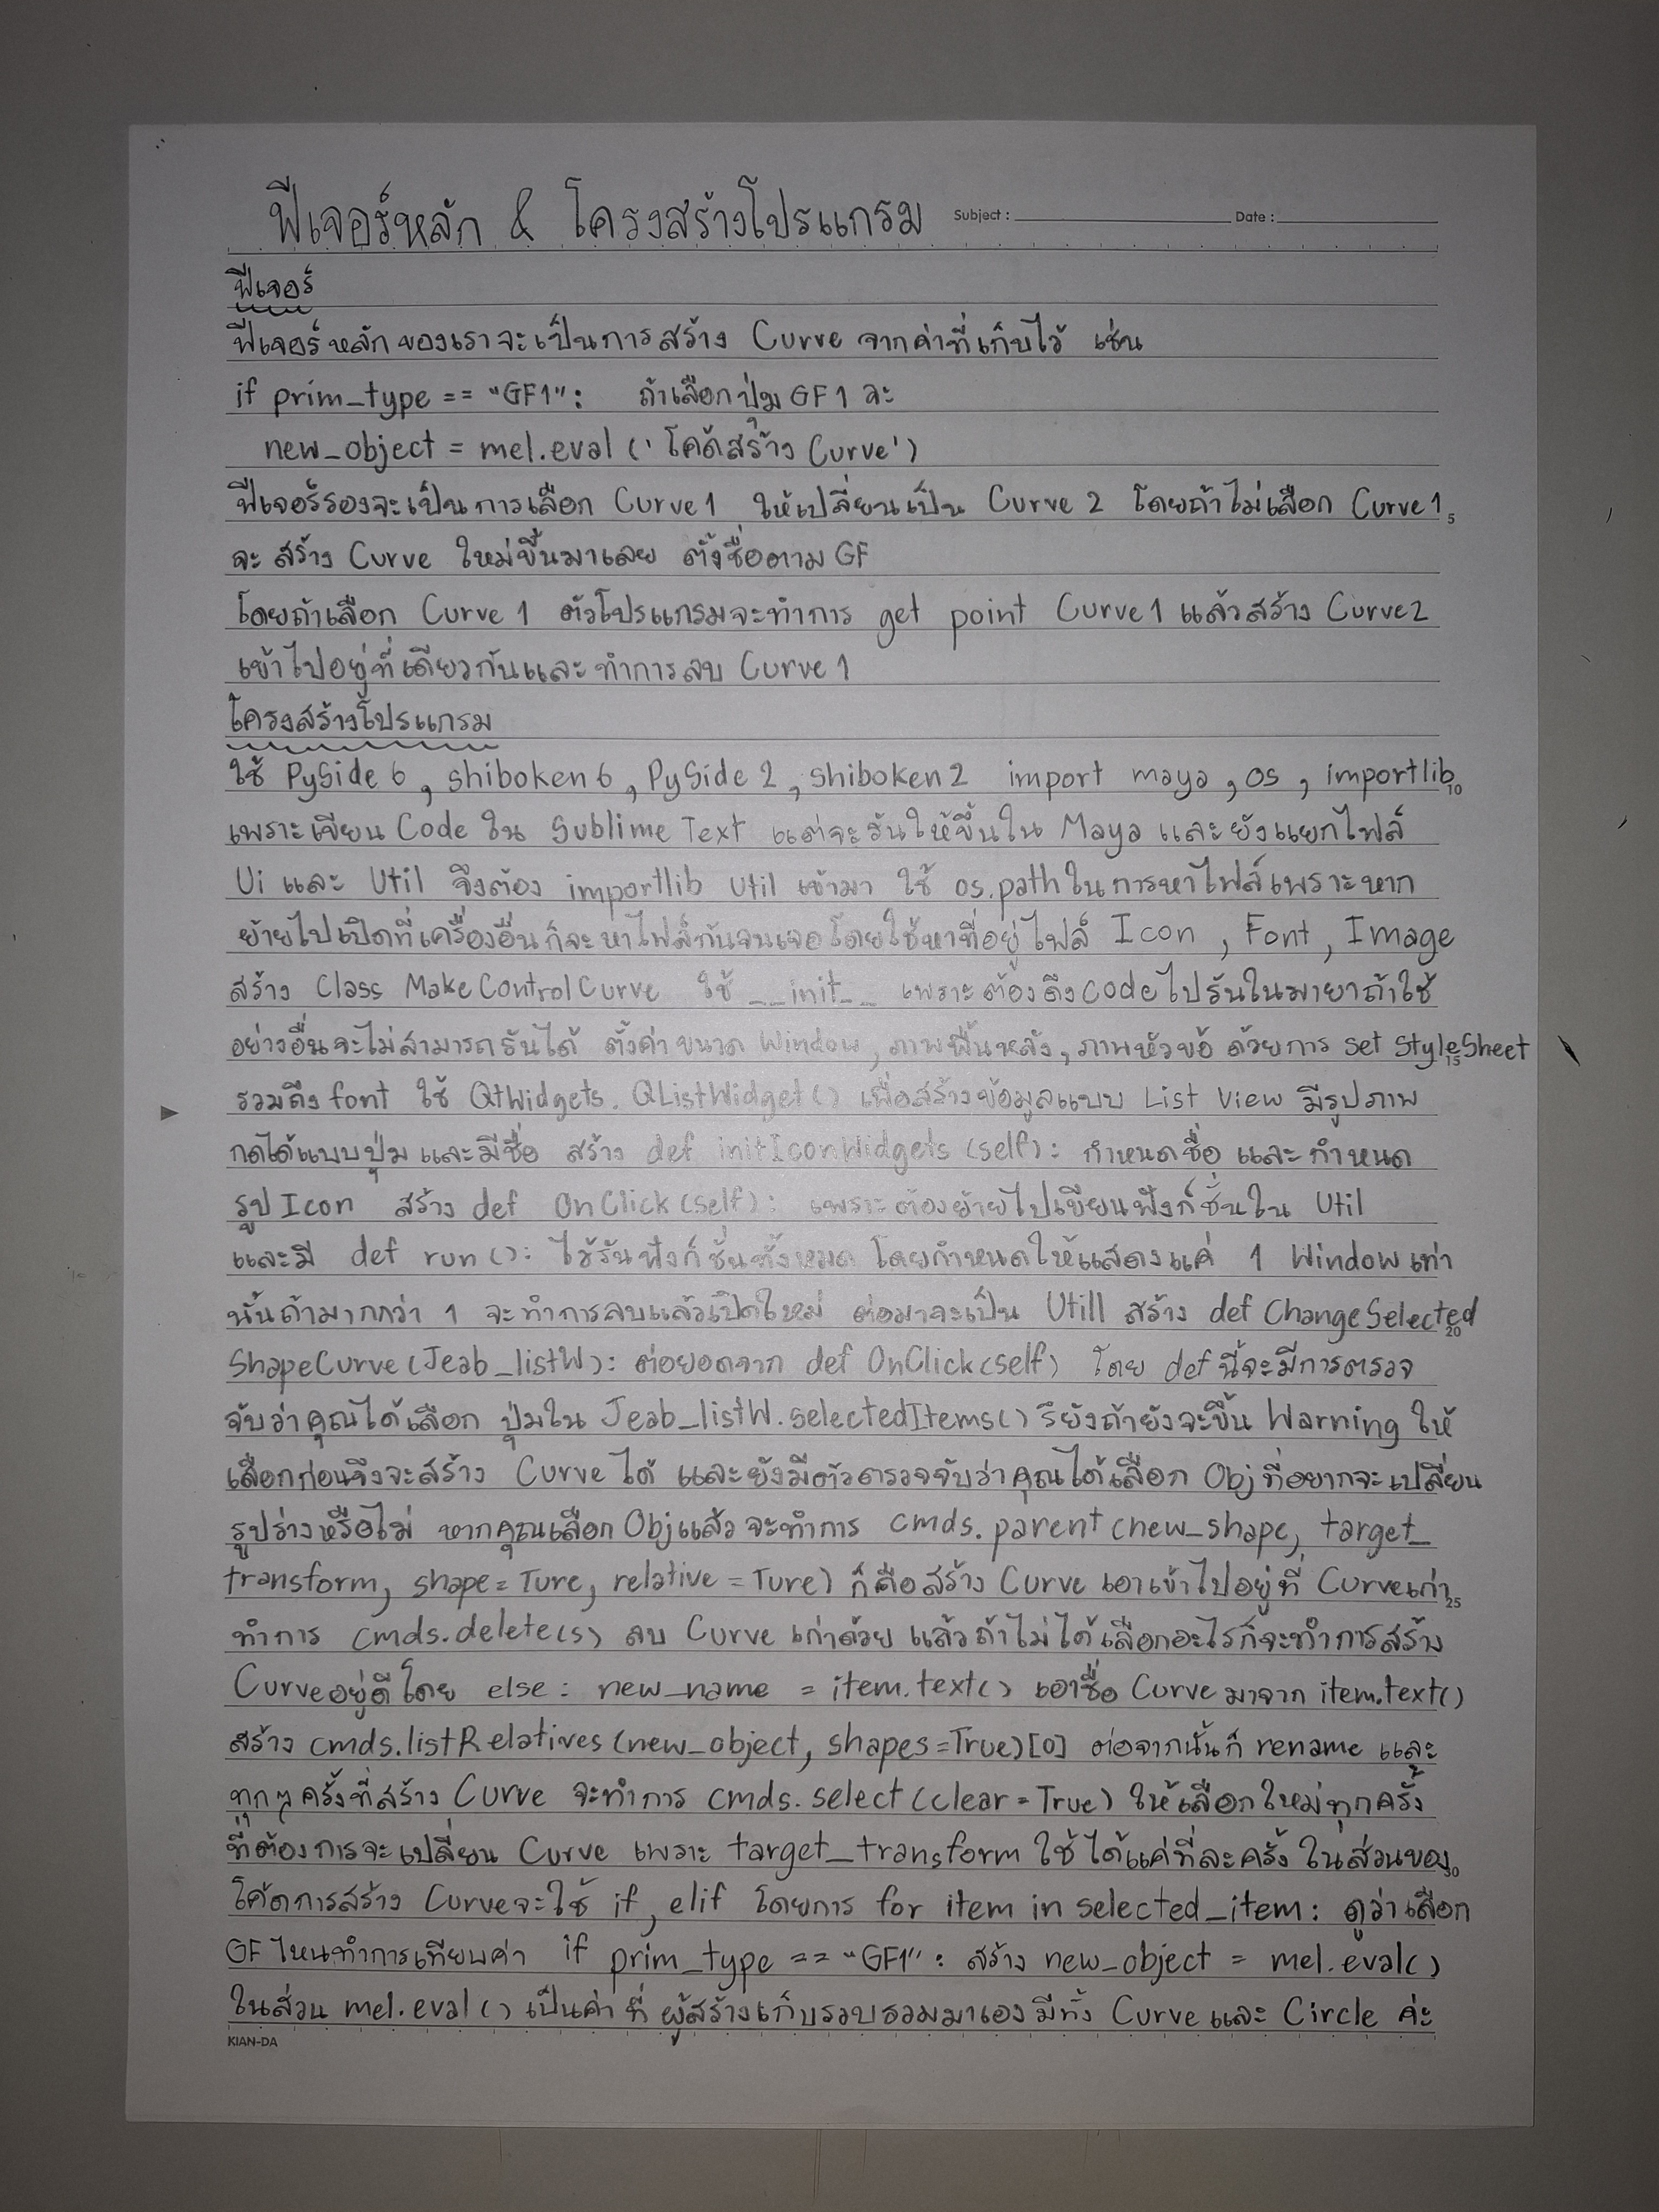 ฟีเจอร์หลัก & โครงสร้างโปรแกรม Subject : Date :
ฟีเจอร์
ฟีเจอร์หลักของเราจะเป็นการสร้าง Curve จากค่าที่เก็บไว้ เช่น
if prim_type == "GF1": ถ้าเลือกปุ่ม GF1 จะ
new_object = mel.eval ('โคด้สร้าง Curve')
ฟีเจอร์รองจะเป็นการเลือก Curve1 ให้เปลี่ยนเป็น Curve 2 โดยถ้าไม่เลือก Curve1 5
จะ สร้าง Curve ใหม่ขึ้นมาเลย ตั้งชื่อตาม GF
โดยถ้าเลือก Curve 1 ตัวโปรแกรมจะทำการ get point Curve1 แล้วสร้าง Curve2
เข้าไปอยู่ที่เดียวกันและทำการลบ Curve 1
โครงสร้างโปรแกรม
ใช้ PySide 6 , shiboken 6 , PySide 2 , shiboken 2 import maya , os , importlib 10
เพราะเขียน Code ใน Sublime Text แต่จะรันให้ขึ้นใน Maya และยังแยกไฟล์
Ui และ Util จึงต้อง importlib util เข้ามา ใช้ os.path ในการหาไฟล์เพราะหาก
ย้ายไปเปิดที่เครื่องอื่นก็จะหาไฟล์กันจนเจอโดยใช้หาที่อยู่ไฟล์ Icon , Font , Image
สร้าง Class MakeControlCurve ใช้ __init__ เพราะต้องดึง code ไปรันในมายาถ้าใช้
อย่างอื่นจะไม่สามารถรันได้ ตั้งค่าขนาด Window , ภาพพื้นหลัง , ภาพหัวข้อ ด้วยการ set StyleSheet 15
รวมถึง font ใช้ QtWidgets. QListWidget() เพื่อสร้างข้อมูลแบบ List View มีรูปภาพ
กดได้แบบปุ่ม และมีชื่อ สร้าง def initIconWidgets (self): กำหนดชื่อ และกำหนด
รูป Icon สร้าง def OnClick (self): เพราะต้องย้ายไปเขียนฟังก์ชั่นใน Util
และมี def run (): ไว้รันฟังก์ชั่นทั้งหมด โดยกำหนดให้แสดงแค่ 1 Window เท่า
นั้นถ้ามากกว่า 1 จะทำการลบแล้วเปิดใหม่ ต่อมาจะเป็น Utill สร้าง def ChangeSelected 20
ShapeCurve (Jeab_listW): ต่อยอดจาก def OnClick (self) โดย def นี้จะมีการตรวจ
จับว่าคุณได้เลือก ปุ่มใน Jeab_listW.selectedItems() รึยังถ้ายังจะขึ้น Warning ให้
เลือกก่อนจึงจะสร้าง Curve ได้ และยังมีตัวตรวจจับว่าคุณได้เลือก Obj ที่อยากจะเปลี่ยน
รูปร่างหรือไม่ หากคุณเลือก Obj แล้ว จะทำการ cmds.parent (new_shape, target_
transform, shape = Ture, relative = Ture) ก็คือสร้าง Curve เอาเข้าไปอยู่ที่ Curve เก่า 25
ทำการ cmds.delete(s) ลบ Curve เก่าด้วย แล้วถ้าไม่ได้เลือกอะไรก็จะทำการสร้าง
Curve อยู่ดีโดย else : new_name = item.text() เอาชื่อ Curve มาจาก item.text()
สร้าง cmds.listRelatives (new_object, shapes=True)[0] ต่อจากนั้นก็ rename และ
ทุกๆ ครั้งที่สร้าง Curve จะทำการ cmds. select (clear = True) ให้เลือกใหม่ทุกครั้ง
ที่ต้องการจะเปลี่ยน Curve เพราะ target_transform ใช้ได้แค่ที่ละครั้ง ในส่วนของ 30
โค้ดการสร้าง Curve จะใช้ if , elif โดยการ for item in selected_item : ดูว่าเลือก
GF ไหนทำการเทียบค่า if prim_type == "GF1" : สร้าง new_object = mel.eval()
ในส่วน mel.eval () เป็นค่า ที่ ผู้สร้างเก็บรวบรวมมาเอง มีทั้ง Curve และ Circle ค่ะ
KIAN-DA